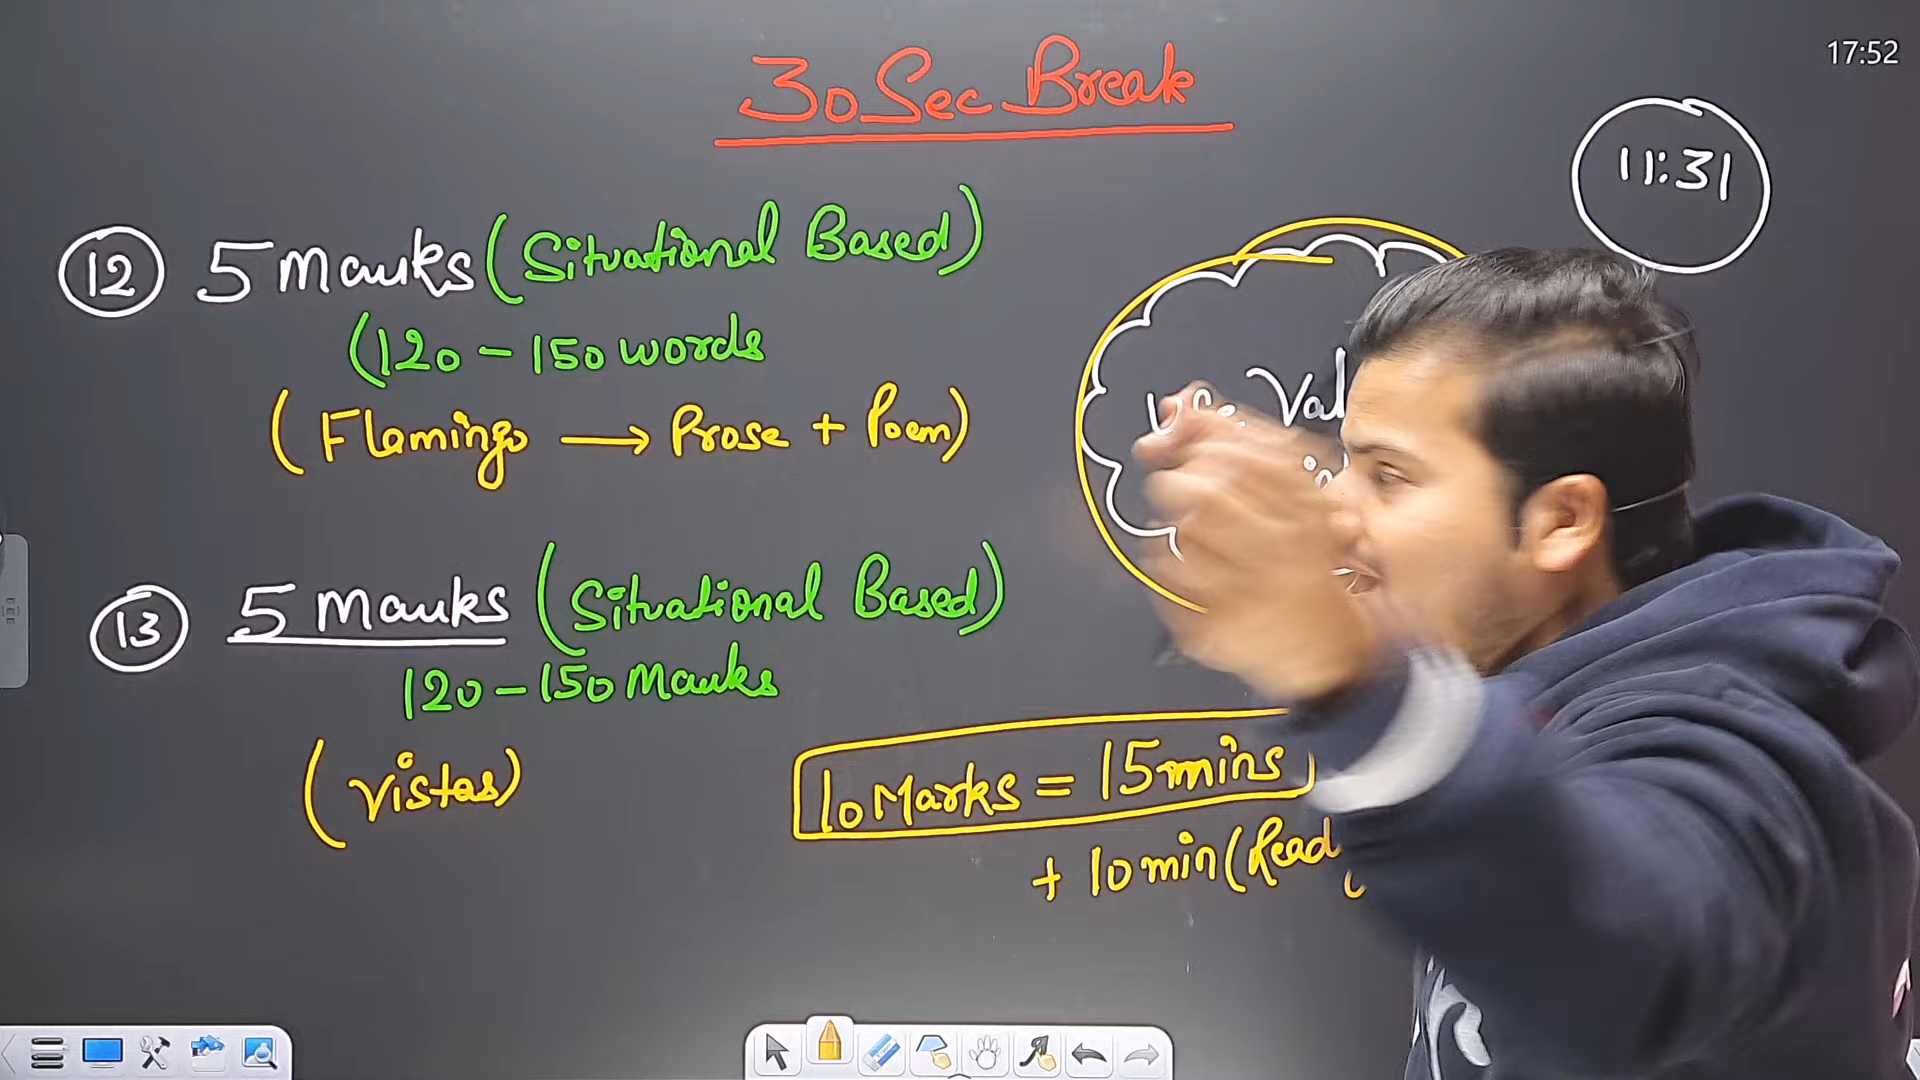 17:52
30 Sec Break
11:31
12 5 Marks (Situational Based)
(120 - 150 words
(Flamingo → Prose + Poem)
Use
13 5 Marks (Situational Based)
120 - 150 Marks
(Vistas)
10 Marks = 15 mins
+ 10 min (Read